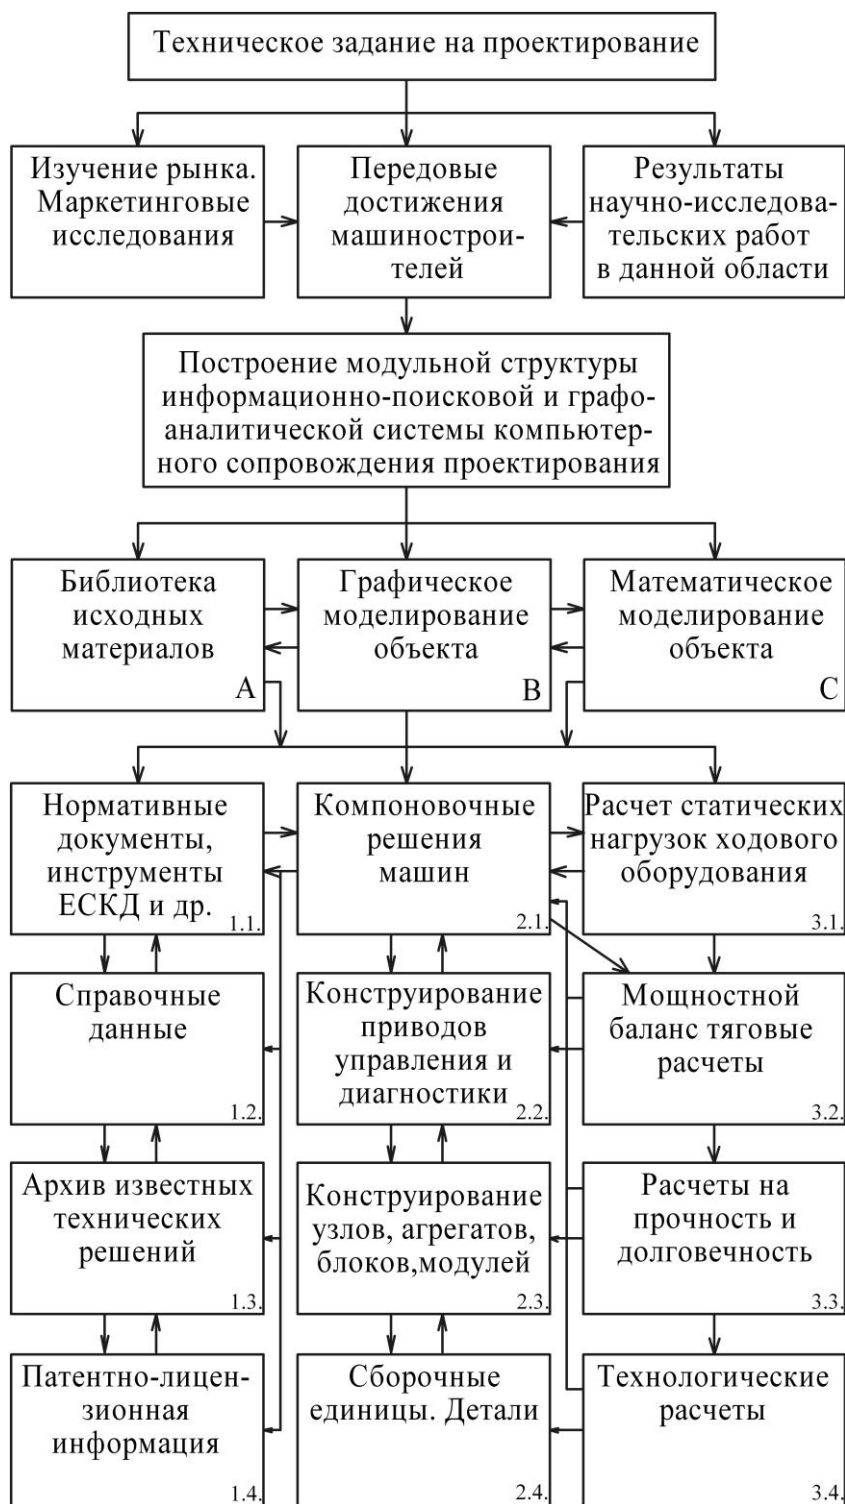 Техническое задание на проектирование
Изучение рынка.
Маркетинговые
исследования
Передовые
достижения
машинострои-
телей
Результаты
научно-исследова-
тельских работ
в данной области
Построение модульной структуры
информационно-поисковой и графо-
аналитической системы компьютер-
ного сопровождения проектирования
Библиотека
исходных
материалов
A
Графическое
моделирование
объекта
B
Математическое
моделирование
объекта
C
Нормативные
документы,
инструменты
ЕСКД и др.
1.1.
Компоновочные
решения
машин
2.1.
Расчет статических
нагрузок ходового
оборудования
3.1.
Справочные
данные
1.2.
Конструирование
приводов
управления и
диагностики
2.2.
Мощностной
баланс тяговые
расчеты
3.2.
Архив известных
технических
решений
1.3.
Конструирование
узлов, агрегатов,
блоков,модулей
2.3.
Расчеты на
прочность и
долговечность
3.3.
Патентно-лицен-
зионная
информация
1.4.
Сборочные
единицы. Детали
2.4.
Технологические
расчеты
3.4.